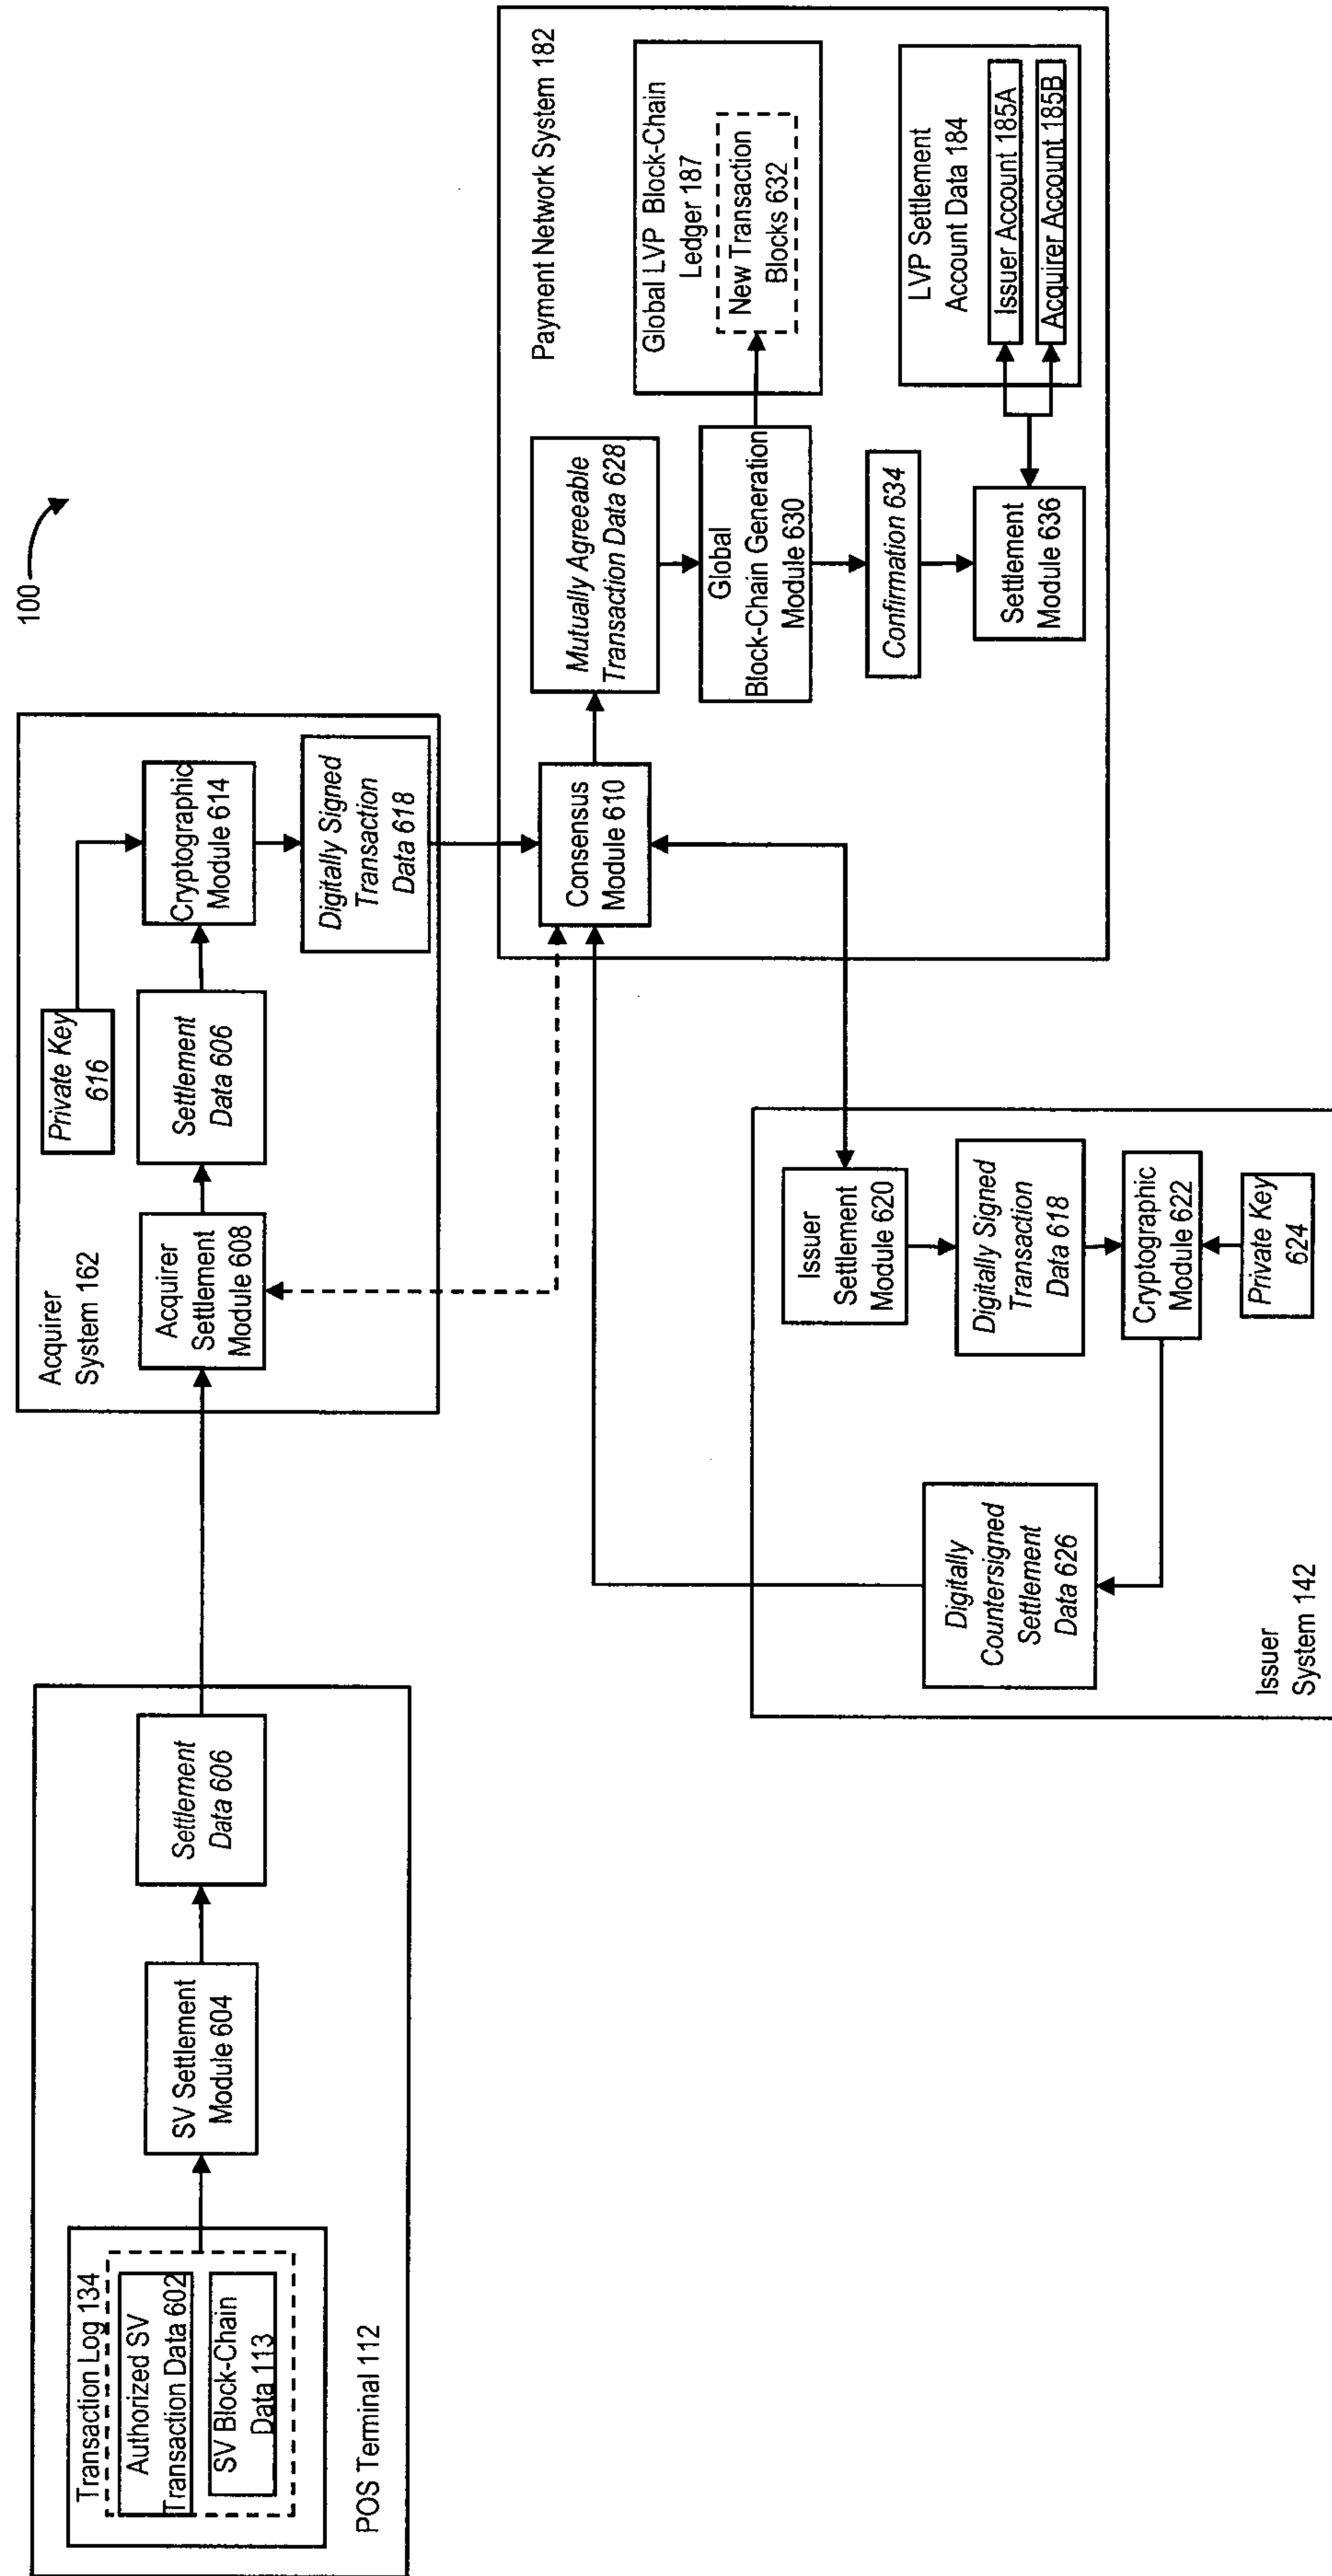 100
POS Terminal 112
Transaction Log 134
Authorized SV
Transaction Data 602
SV Block-Chain
Data 113
SV Settlement
Module 604
Settlement
Data 606
Acquirer
System 162
Acquirer
Settlement
Module 608
Settlement
Data 606
Private Key
616
Cryptographic
Module 614
Digitally Signed
Transaction
Data 618
Payment Network System 182
Consensus
Module 610
Mutually Agreeable
Transaction Data 628
Global
Block-Chain Generation
Module 630
Confirmation 634
Settlement
Module 636
Global LVP Block-Chain
Ledger 187
New Transaction
Blocks 632
LVP Settlement
Account Data 184
Issuer Account 185A
Acquirer Account 185B
Issuer
System 142
Issuer
Settlement
Module 620
Digitally Signed
Transaction
Data 618
Cryptographic
Module 622
Private Key
624
Digitally
Countersigned
Settlement
Data 626